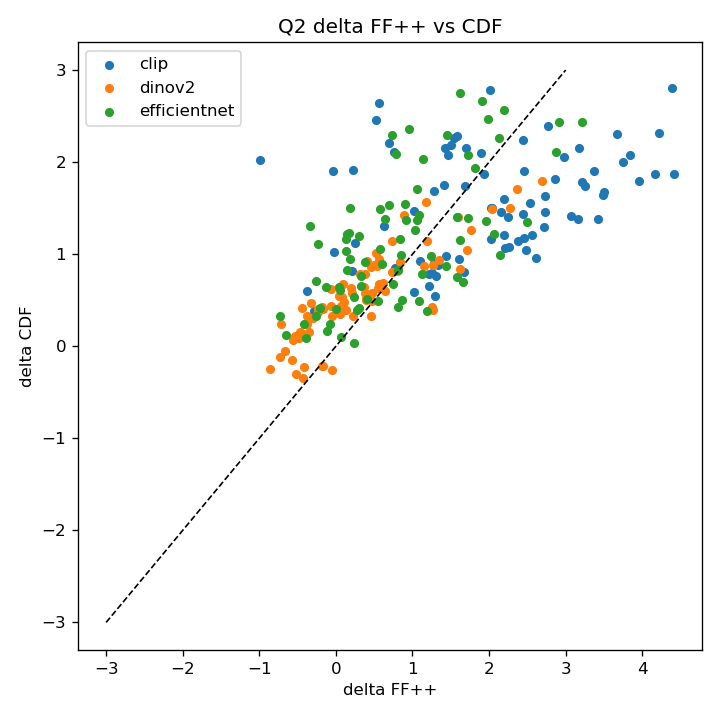 Q2 delta FF++ vs CDF
clip
dinov2
efficientnet
3
2
1
0
−1
−2
−3
delta CDF
−3 −2 −1 0 1 2 3 4
delta FF++